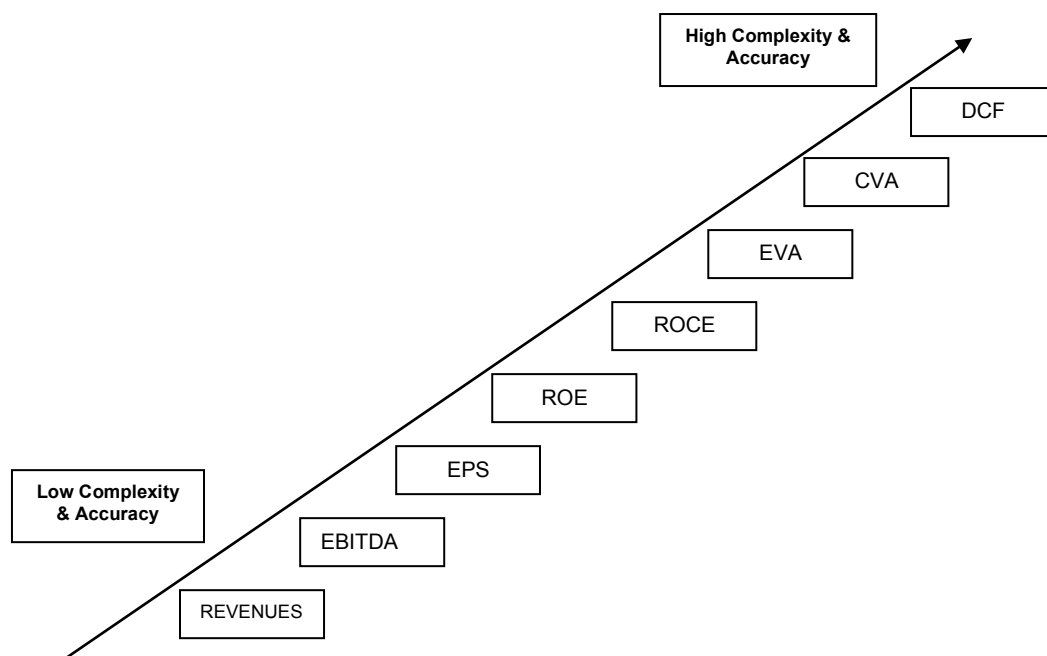 High Complexity &
Accuracy
DCF
CVA
EVA
ROCE
ROE
EPS
Low Complexity
& Accuracy
EBITDA
REVENUES